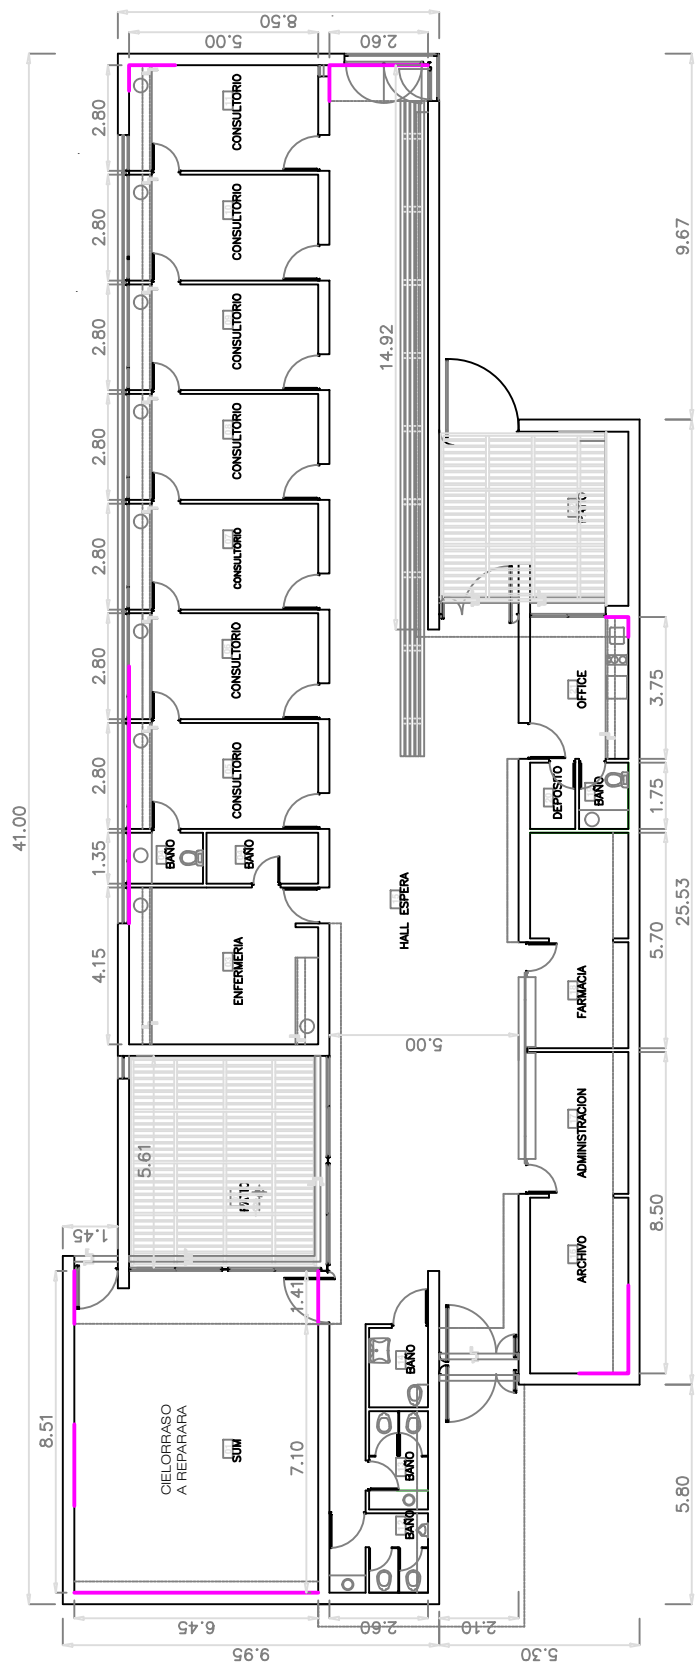 8.50
5.00
2.60
2.80
CONSULTORIO
2.80
CONSULTORIO
9.67
2.80
CONSULTORIO
14.92
2.80
CONSULTORIO
PATIO
2.80
CONSULTORIO
2.80
CONSULTORIO
OFFICE
3.75
2.80
CONSULTORIO
DEPOSITO
BAÑO
1.75
41.00
1.35
BAÑO
BAÑO
HALL ESPERA
25.53
4.15
ENFERMERIA
FARMACIA
5.70
5.00
ADMINISTRACION
5.61
PATIO
8.50
1.45
ARCHIVO
1.41
BAÑO
8.51
CIELORRASO
A REPARARA
SUM
7.10
BAÑO
BAÑO
5.80
6.45
2.60
2.10
9.95
5.30